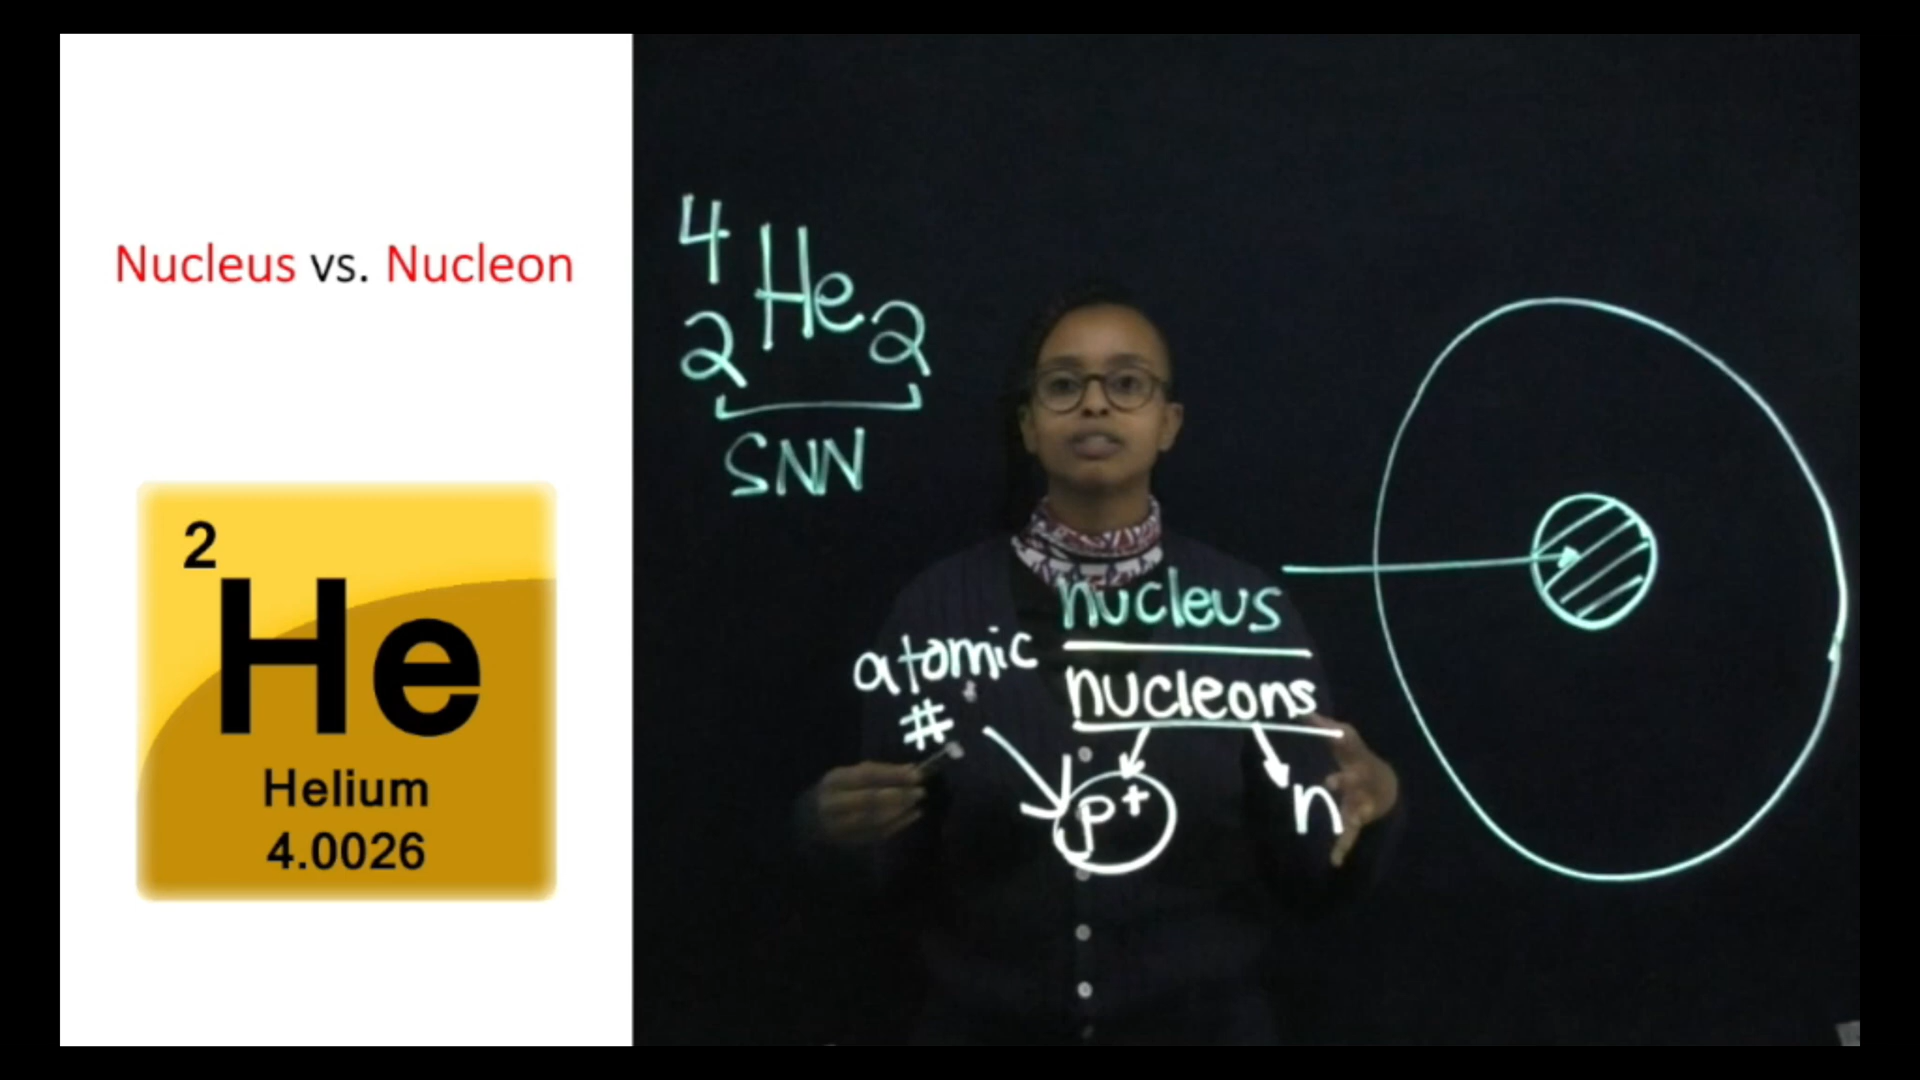 Nucleus vs. Nucleon
2
He
Helium
4.0026
4
2 He 2
SNN
nucleus
atomic
#
nucleons
p+
n